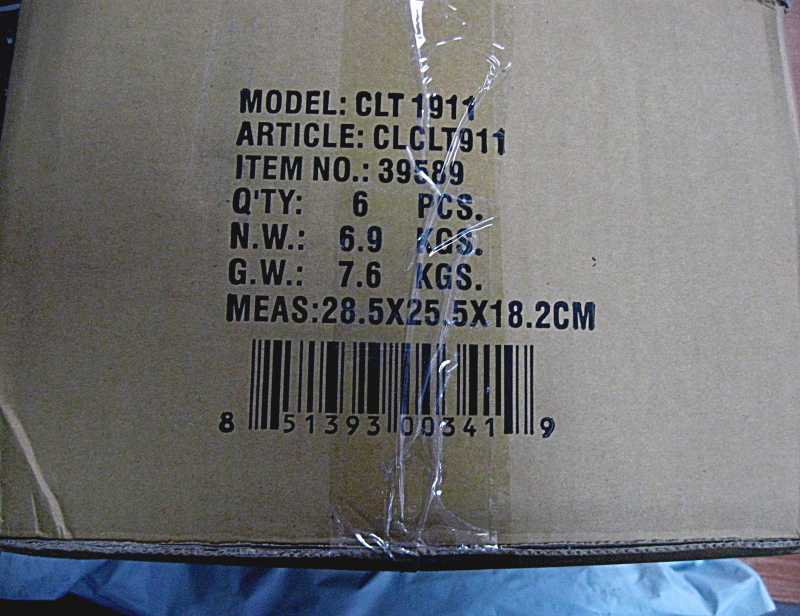 MODEL: CLT 1911
ARTICLE: CLCLT911
ITEM NO.: 39589
Q'TY: 6 PCS.
N.W.: 6.9 KGS.
G.W.: 7.6 KGS.
MEAS:28.5X25.5X18.2CM
8 51393 00341 9